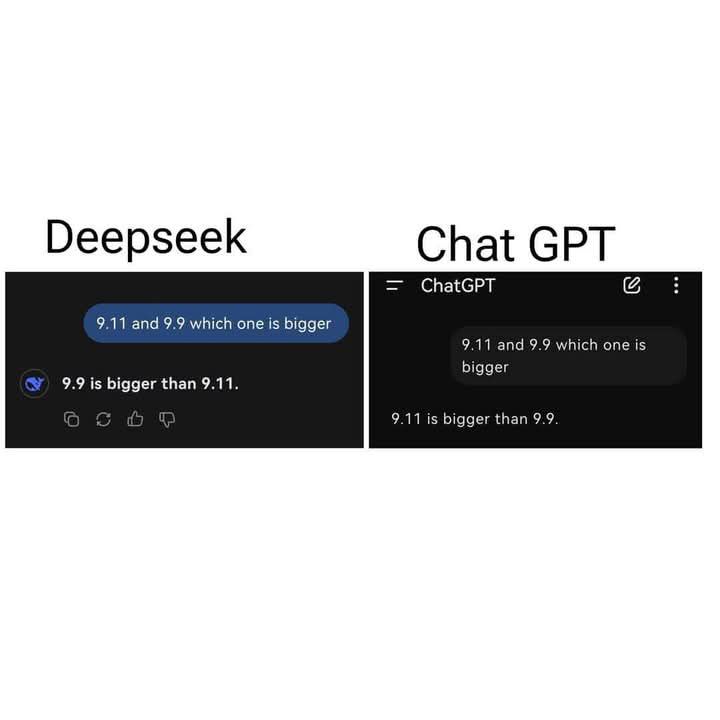 Deepseek
9.11 and 9.9 which one is bigger
9.9 is bigger than 9.11.
Chat GPT
ChatGPT
9.11 and 9.9 which one is
bigger
9.11 is bigger than 9.9.